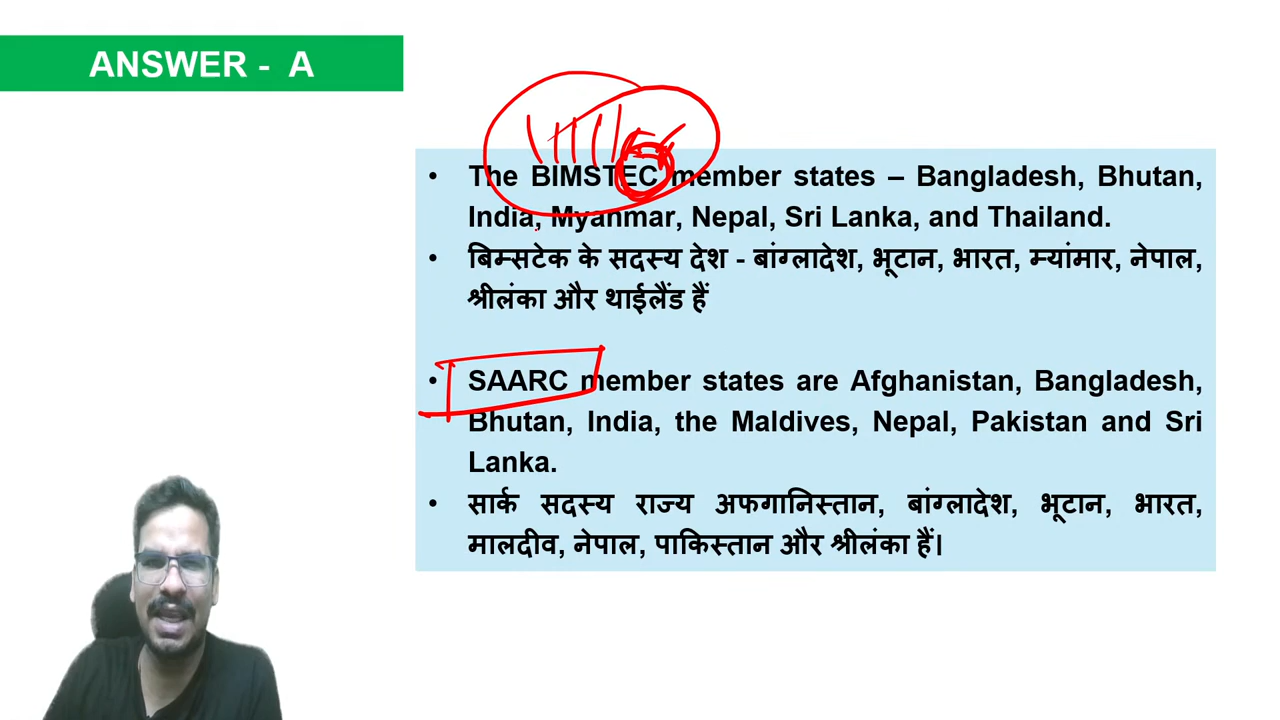 ANSWER - A
• The BIMSTEC member states – Bangladesh, Bhutan,
India, Myanmar, Nepal, Sri Lanka, and Thailand.
• बिम्सटेक के सदस्य देश - बांग्लादेश, भूटान, भारत, म्यांमार, नेपाल,
श्रीलंका और थाईलैंड हैं
• SAARC member states are Afghanistan, Bangladesh,
Bhutan, India, the Maldives, Nepal, Pakistan and Sri
Lanka.
• सार्क सदस्य राज्य अफगानिस्तान, बांग्लादेश, भूटान, भारत,
मालदीव, नेपाल, पाकिस्तान और श्रीलंका हैं।